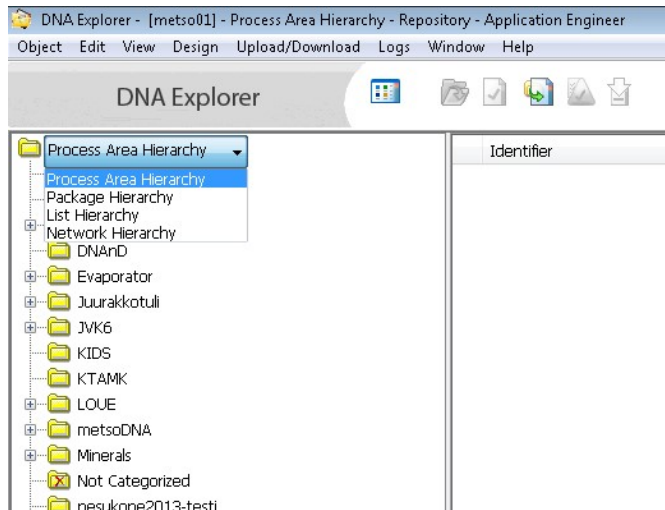 DNA Explorer - [metso01] - Process Area Hierarchy - Repository - Application Engineer
Object Edit View Design Upload/Download Logs Window Help
DNA Explorer
Process Area Hierarchy
Identifier
Process Area Hierarchy
Package Hierarchy
List Hierarchy
Network Hierarchy
DNAnD
Evaporator
Juurakkotuli
JVK6
KIDS
KTAMK
LOUE
metsoDNA
Minerals
Not Categorized
pesukone2013-testi